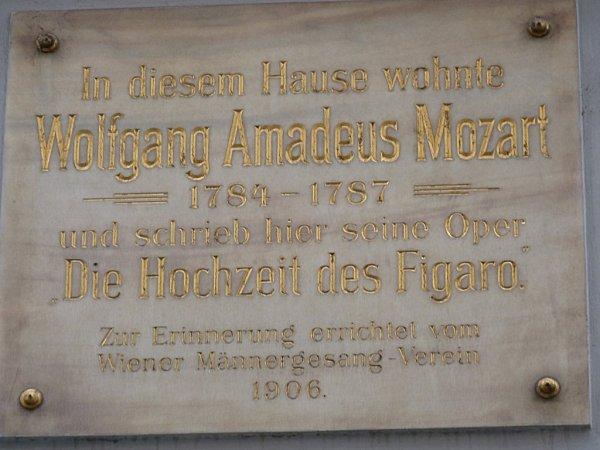 In diesem Hause wohnte
Wolfgang Amadeus Mozart
1784 - 1787
und schrieb hier seine Oper
„Die Hochzeit des Figaro.“
Zur Erinnerung errichtet vom
Wiener Männergesang-Verein
1906.